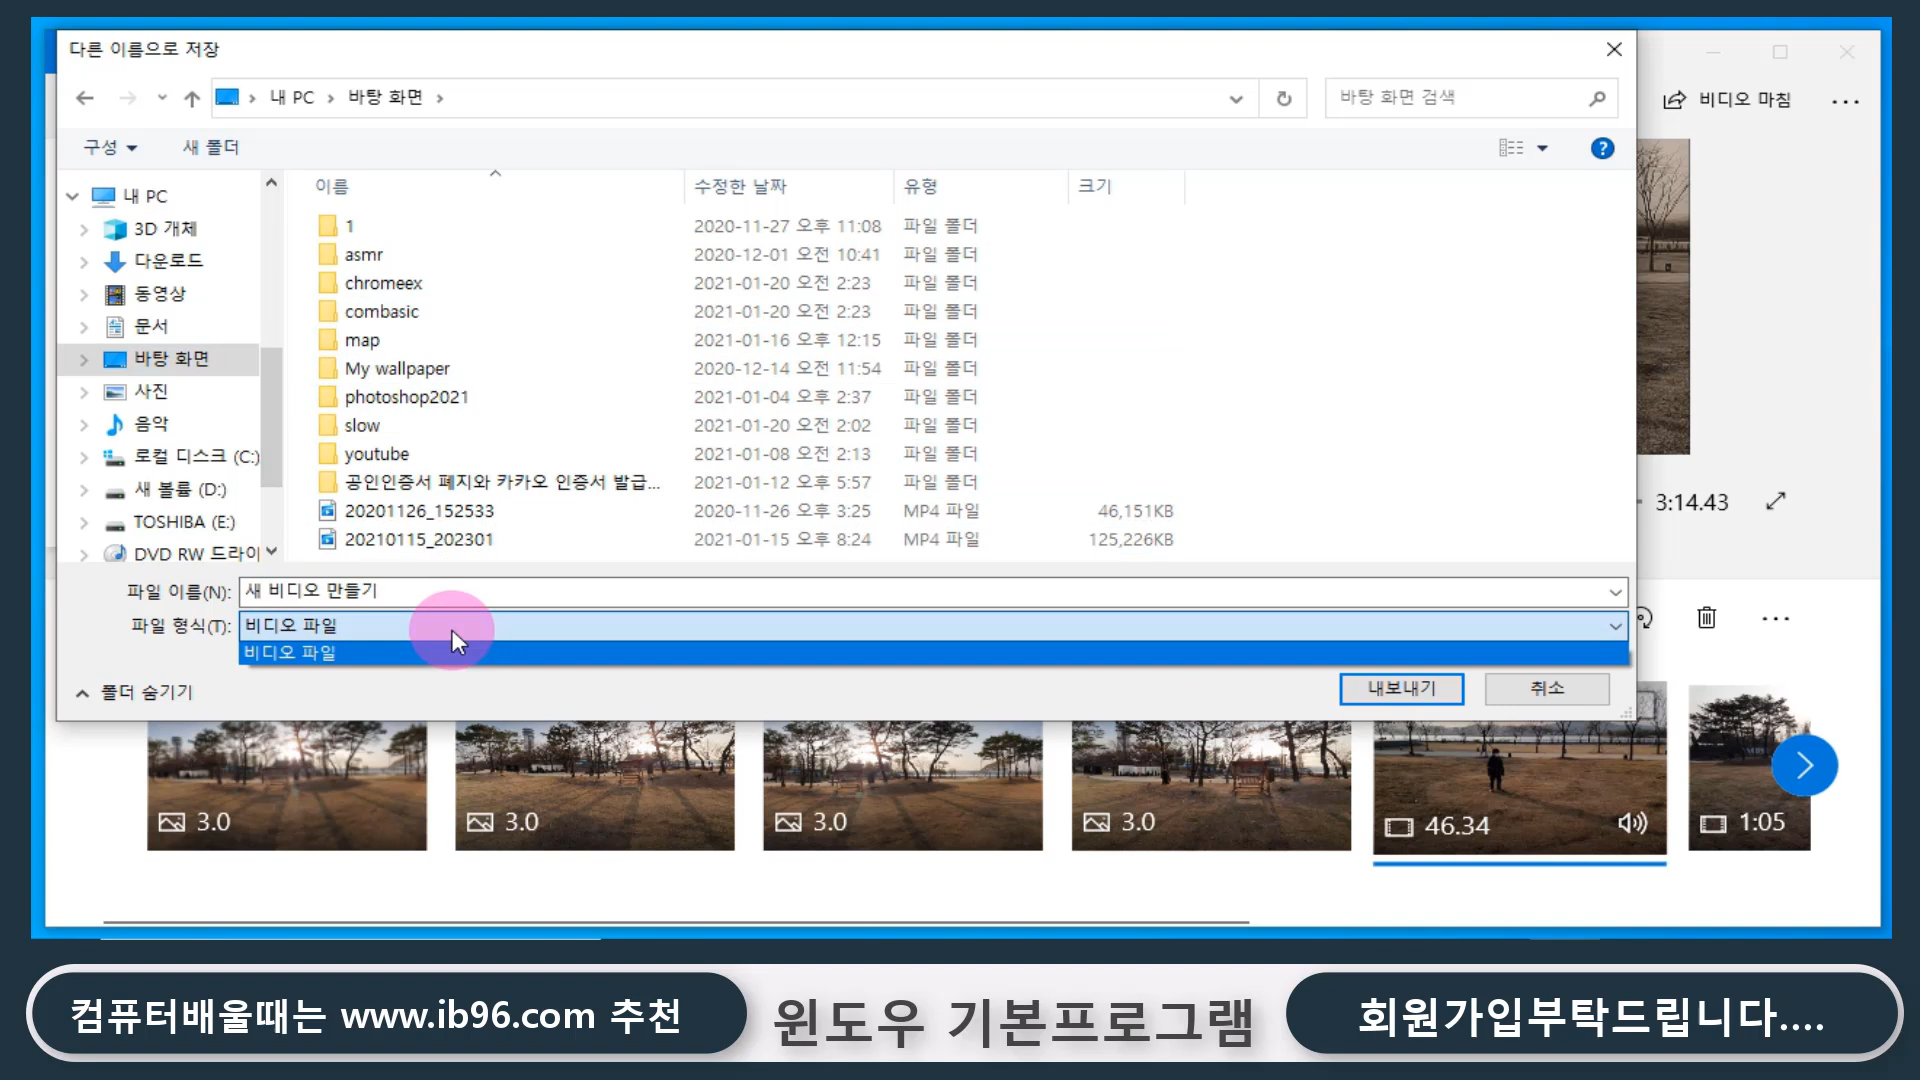 다른 이름으로 저장
내 PC › 바탕 화면 ›
바탕 화면 검색
비디오 마침
구성
새 폴더
이름
수정한 날짜
유형
크기
내 PC
3D 개체
다운로드
동영상
문서
바탕 화면
사진
음악
로컬 디스크 (C:)
새 볼륨 (D:)
TOSHIBA (E:)
DVD RW 드라이
1 2020-11-27 오후 11:08 파일 폴더
asmr 2020-12-01 오전 10:41 파일 폴더
chromeex 2021-01-20 오전 2:23 파일 폴더
combasic 2021-01-20 오전 2:23 파일 폴더
map 2021-01-16 오후 12:15 파일 폴더
My wallpaper 2020-12-14 오전 11:54 파일 폴더
photoshop2021 2021-01-04 오후 2:37 파일 폴더
slow 2021-01-20 오전 2:02 파일 폴더
youtube 2021-01-08 오전 2:13 파일 폴더
공인인증서 폐지와 카카오 인증서 발급... 2021-01-12 오후 5:57 파일 폴더
20201126_152533 2020-11-26 오후 3:25 MP4 파일 46,151KB
20210115_202301 2021-01-15 오후 8:24 MP4 파일 125,226KB
3:14.43
파일 이름(N): 새 비디오 만들기
파일 형식(T): 비디오 파일
비디오 파일
폴더 숨기기
내보내기
취소
3.0
3.0
3.0
3.0
46.34
1:05
컴퓨터배울때는 www.ib96.com 추천
윈도우 기본프로그램
회원가입부탁드립니다....